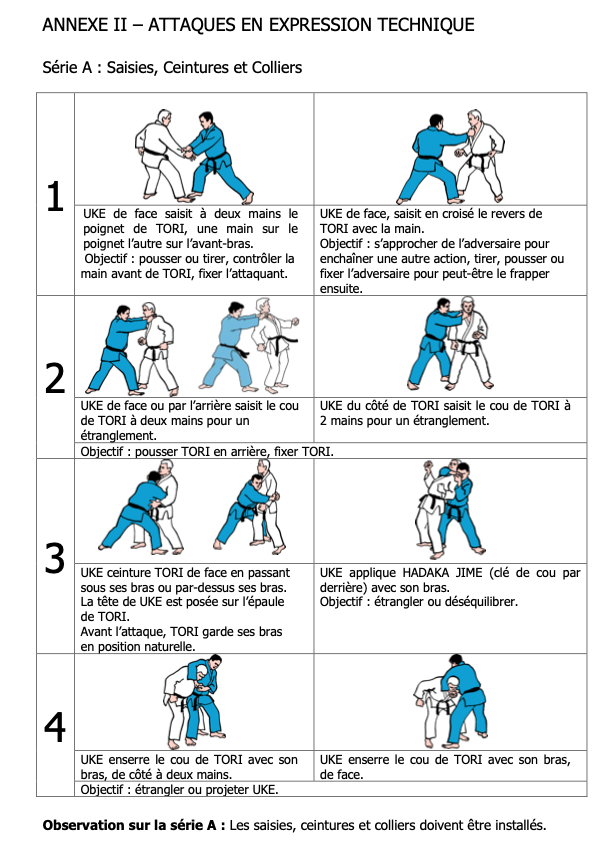 ANNEXE II – ATTAQUES EN EXPRESSION TECHNIQUE
Série A : Saisies, Ceintures et Colliers
1
UKE de face saisit à deux mains le
poignet de TORI, une main sur le
poignet l’autre sur l’avant-bras.
Objectif : pousser ou tirer, contrôler la
main avant de TORI, fixer l’attaquant.
UKE de face, saisit en croisé le revers de
TORI avec la main.
Objectif : s’approcher de l’adversaire pour
enchaîner une autre action, tirer, pousser ou
fixer l’adversaire pour peut-être le frapper
ensuite.
2
UKE de face ou par l’arrière saisit le cou
de TORI à deux mains pour un
étranglement.
UKE du côté de TORI saisit le cou de TORI à
2 mains pour un étranglement.
Objectif : pousser TORI en arrière, fixer TORI.
3
UKE ceinture TORI de face en passant
sous ses bras ou par-dessus ses bras.
La tête de UKE est posée sur l’épaule
de TORI.
Avant l’attaque, TORI garde ses bras
en position naturelle.
UKE applique HADAKA JIME (clé de cou par
derrière) avec son bras.
Objectif : étrangler ou déséquilibrer.
4
UKE enserre le cou de TORI avec son
bras, de côté à deux mains.
UKE enserre le cou de TORI avec son bras,
de face.
Objectif : étrangler ou projeter UKE.
Observation sur la série A : Les saisies, ceintures et colliers doivent être installés.